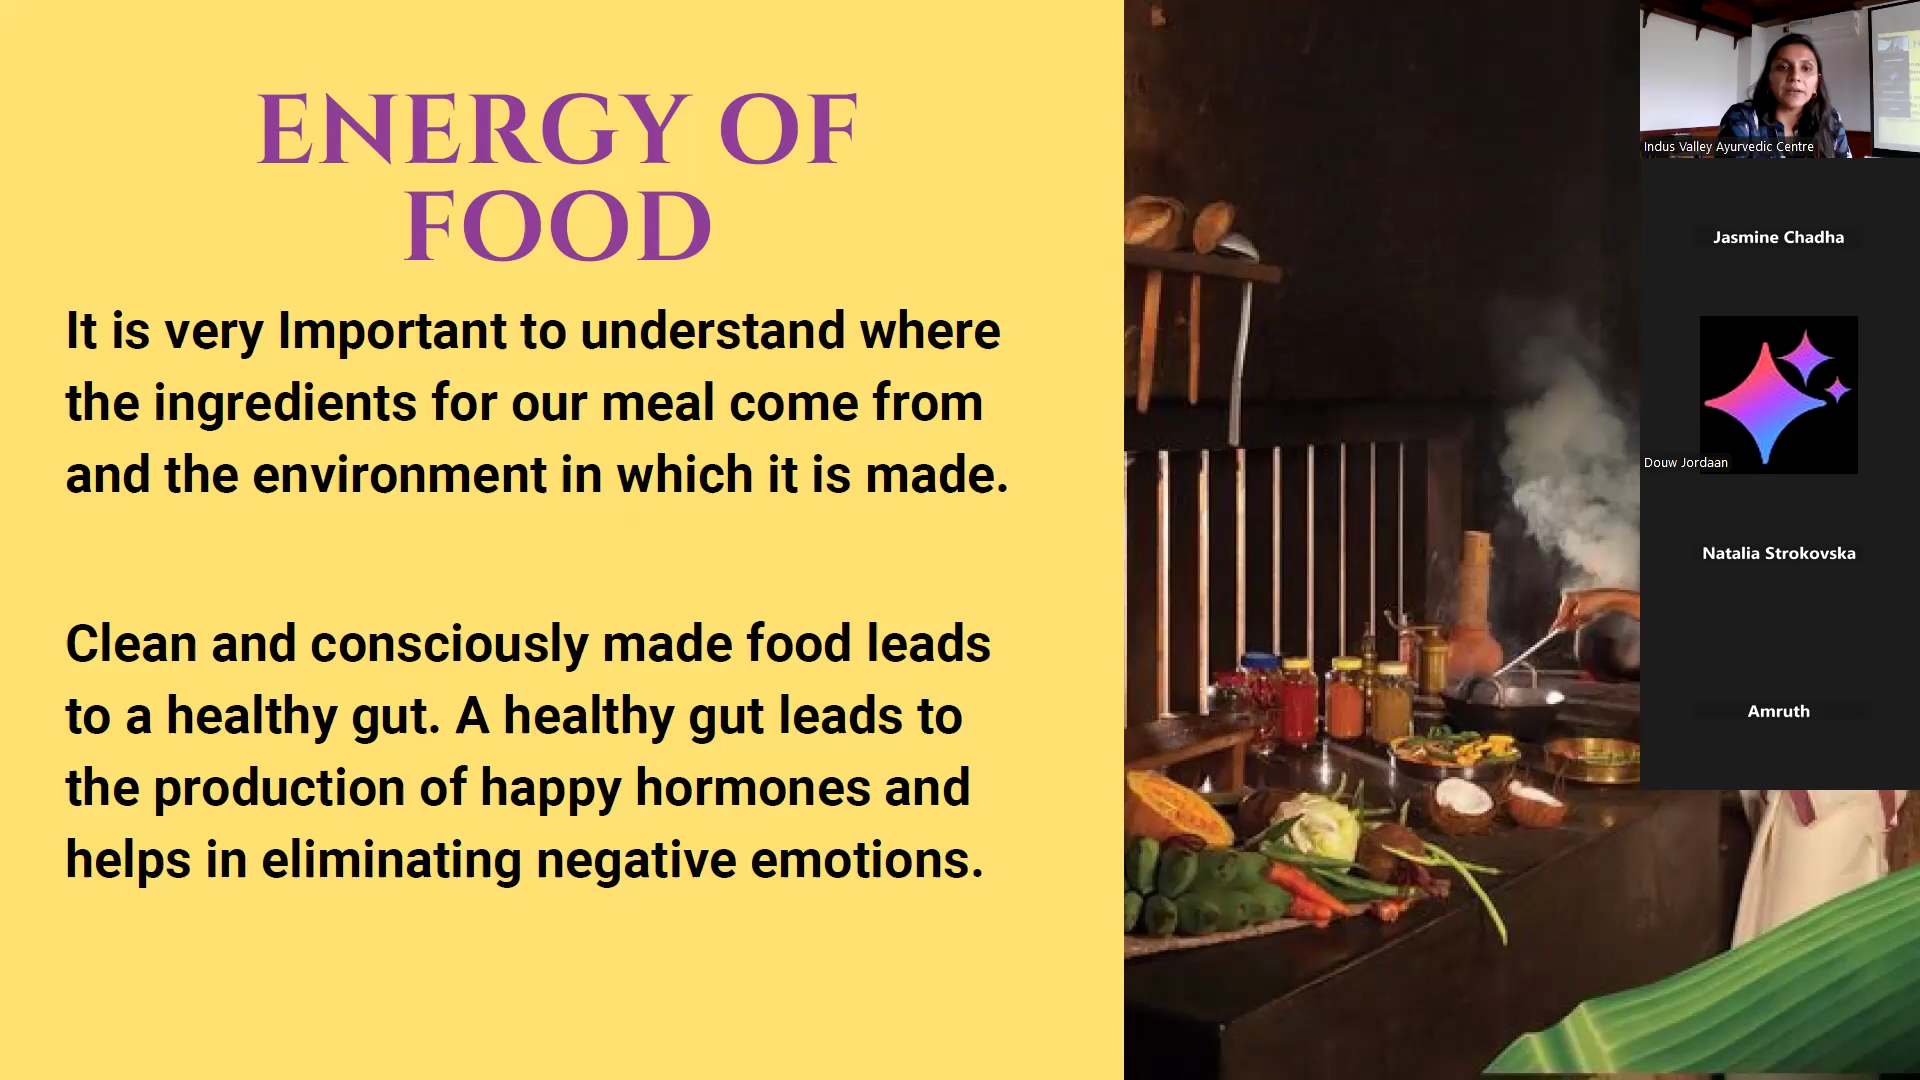 ENERGY OF
FOOD
It is very Important to understand where
the ingredients for our meal come from
and the environment in which it is made.
Clean and consciously made food leads
to a healthy gut. A healthy gut leads to
the production of happy hormones and
helps in eliminating negative emotions.
Indus Valley Ayurvedic Centre
Jasmine Chadha
Douw Jordaan
Natalia Strokovska
Amruth